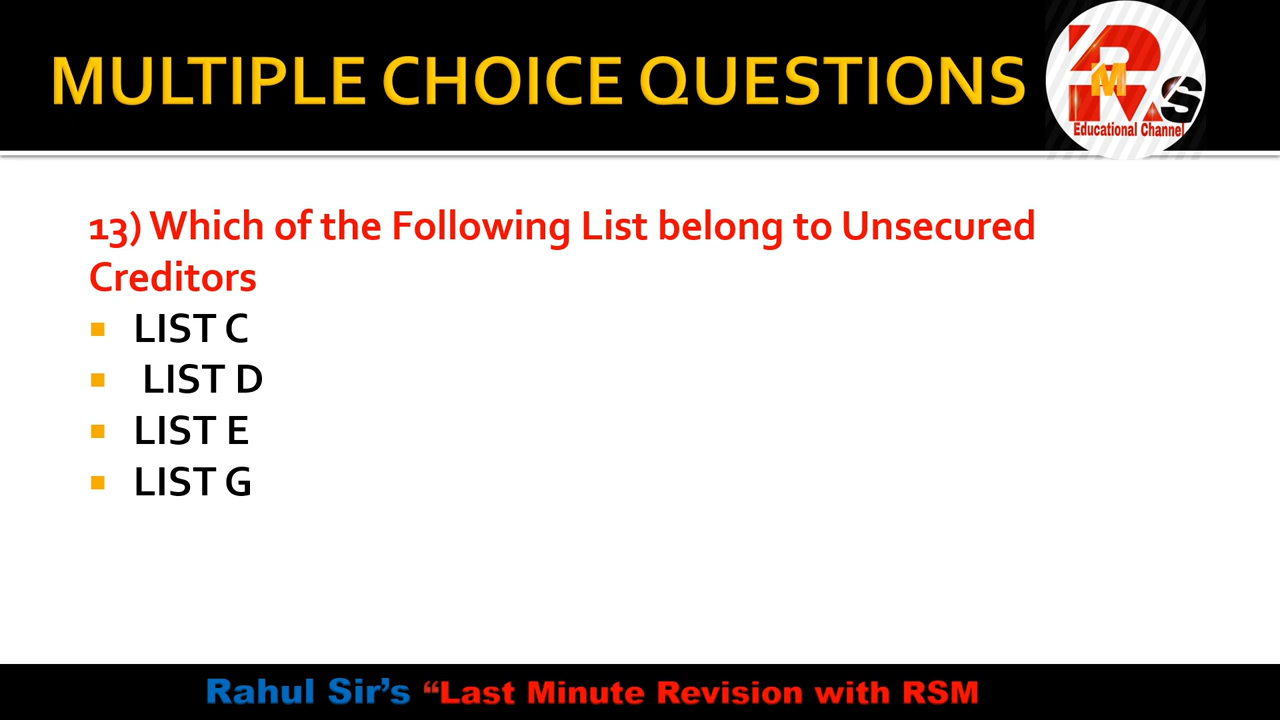 MULTIPLE CHOICE QUESTIONS
RMS
Educational Channel
13) Which of the Following List belong to Unsecured
Creditors
LIST C
LIST D
LIST E
LIST G
Rahul Sir’s “Last Minute Revision with RSM